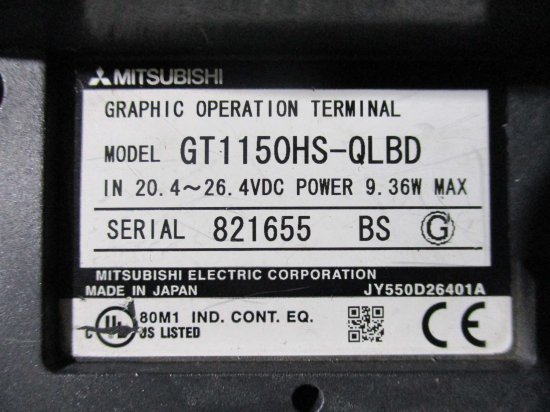 MITSUBISHI
GRAPHIC OPERATION TERMINAL
MODEL GT1150HS-QLBD
IN 20.4～26.4VDC POWER 9.36W MAX
SERIAL 821655 BS G
MITSUBISHI ELECTRIC CORPORATION
MADE IN JAPAN JY550D26401A
C UL 80M1 IND. CONT. EQ.
US LISTED
CE